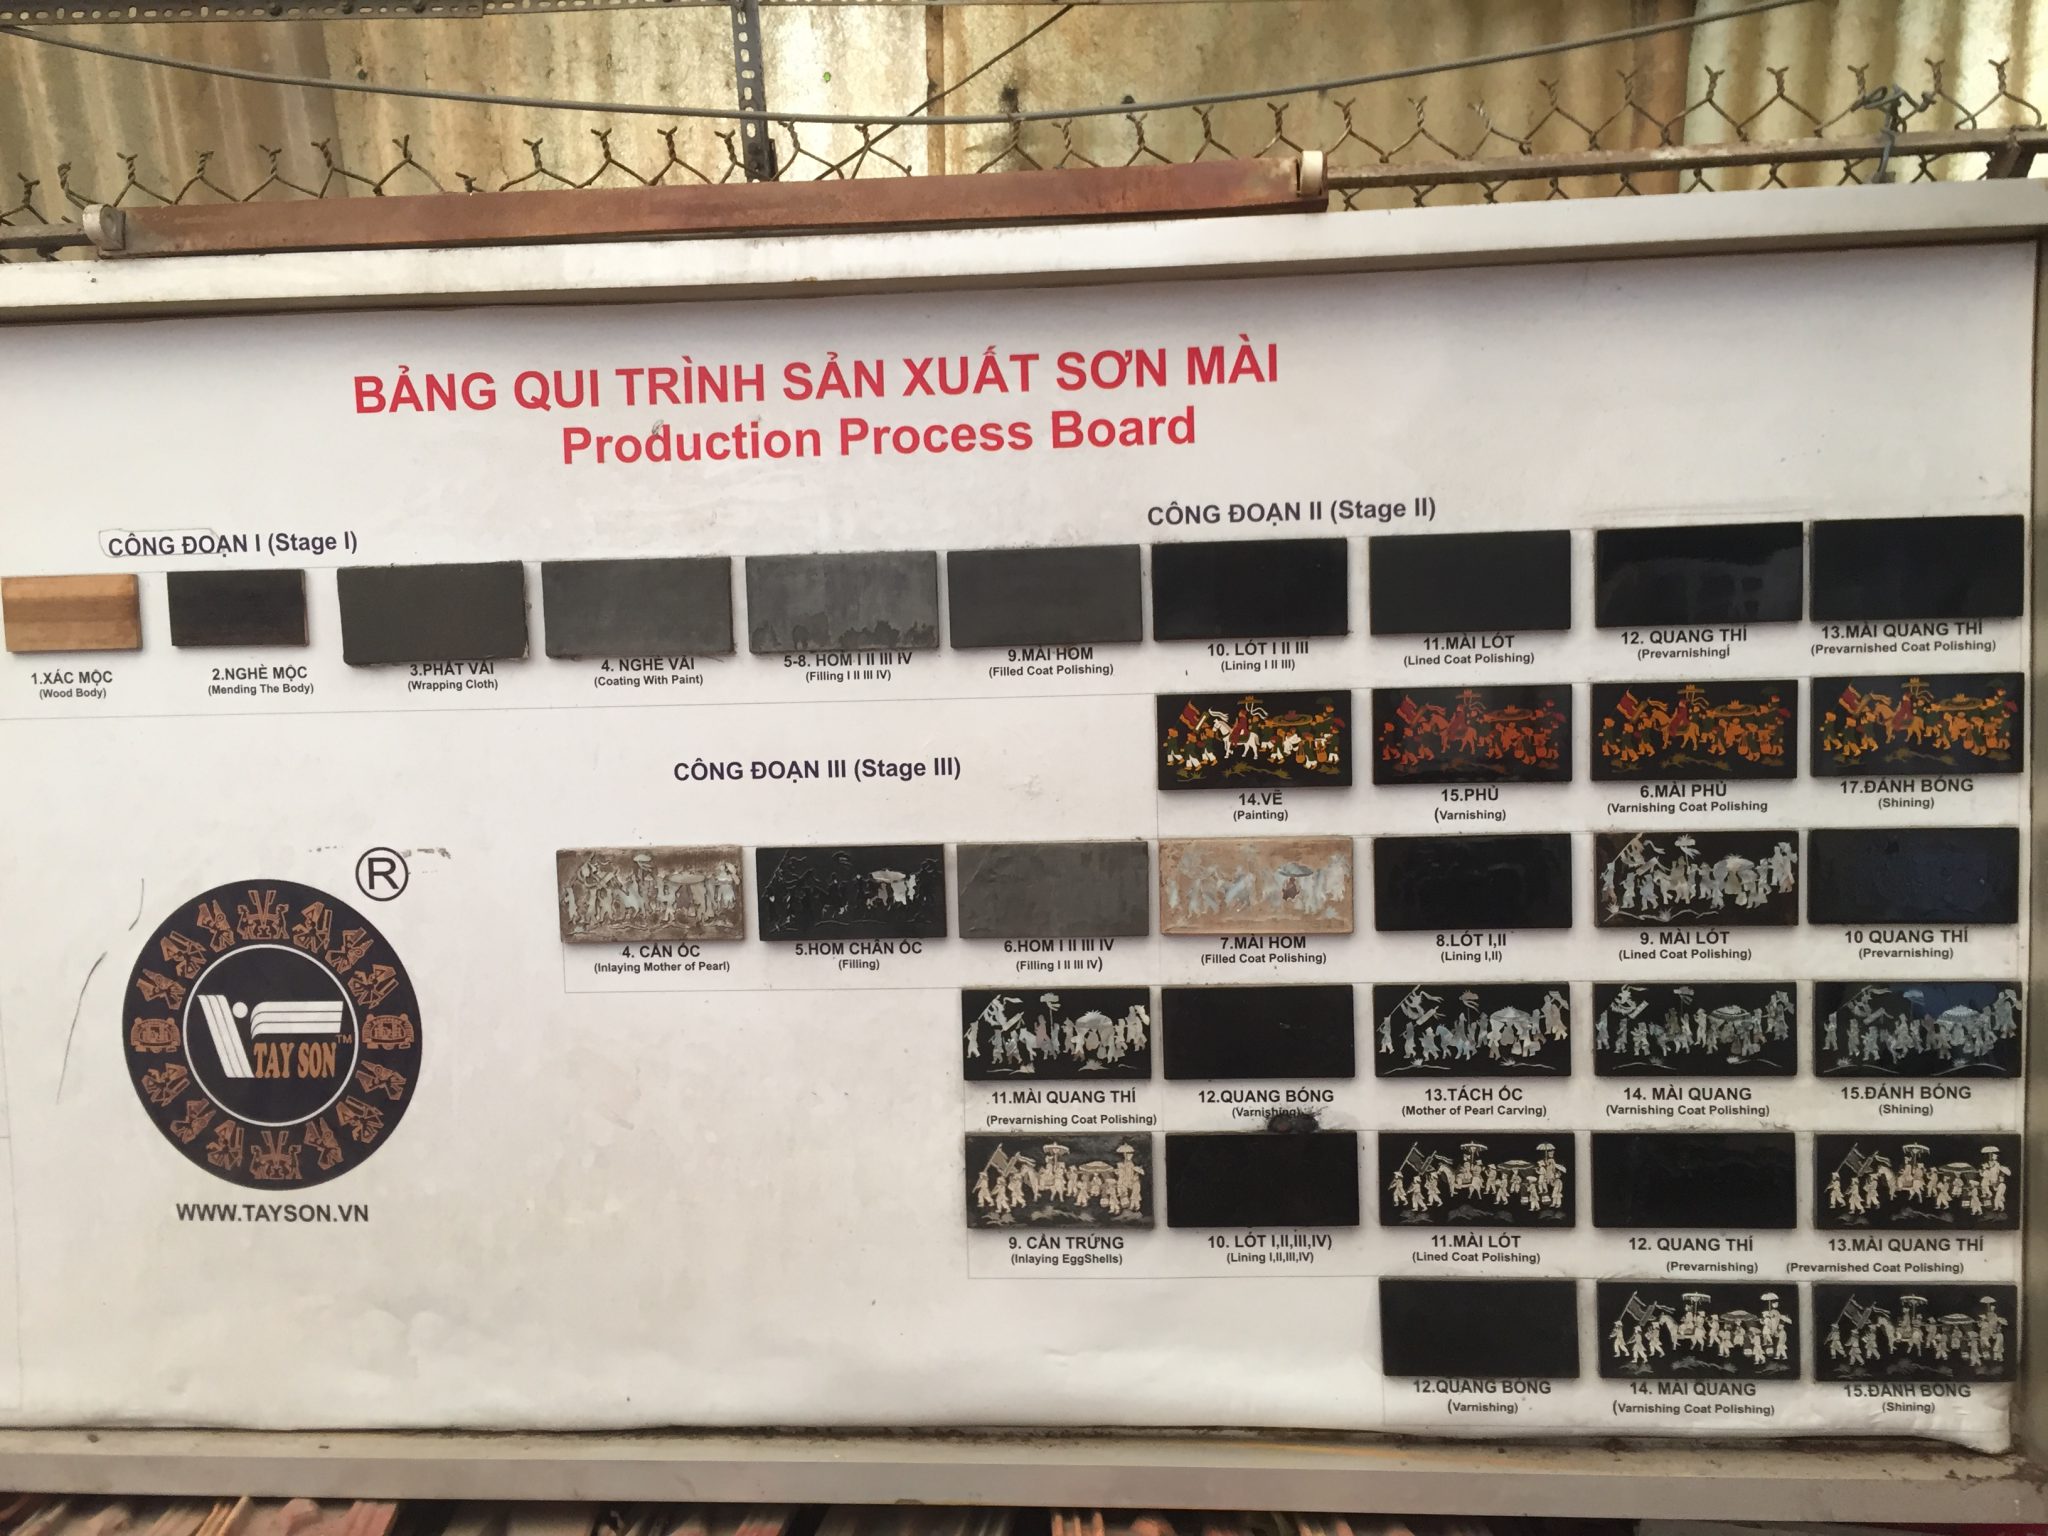 BẢNG QUI TRÌNH SẢN XUẤT SƠN MÀI
Production Process Board
CÔNG ĐOẠN I (Stage I)
CÔNG ĐOẠN II (Stage II)
1.XÁC MỘC
(Wood Body)
2.NGHÈ MỘC
(Mending The Body)
3.PHẤT VẢI
(Wrapping Cloth)
4. NGHÈ VẢI
(Coating With Paint)
5-8. HOM I II III IV
(Filling I II III IV)
9.MÀI HOM
(Filled Coat Polishing)
10. LÓT I II III
(Lining I II III)
11.MÀI LÓT
(Lined Coat Polishing)
12. QUANG THÍ
(PrevarnishingI
13.MÀI QUANG THÍ
(Prevarnished Coat Polishing)
14.VẼ
(Painting)
15.PHỦ
(Varnishing)
6.MÀI PHỦ
(Varnishing Coat Polishing
17.ĐÁNH BÓNG
(Shining)
CÔNG ĐOẠN III (Stage III)
4. CẨN ỐC
(Inlaying Mother of Pearl)
5.HOM CHÂN ỐC
(Filling)
6.HOM I II III IV
(Filling I II III IV)
7.MÀI HOM
(Filled Coat Polishing)
8.LÓT I,II
(Lining I,II)
9. MÀI LÓT
(Lined Coat Polishing)
10 QUANG THÍ
(Prevarnishing)
11.MÀI QUANG THÍ
(Prevarnishing Coat Polishing)
12.QUANG BÓNG
(Varnishing)
13.TÁCH ỐC
(Mother of Pearl Carving)
14. MÀI QUANG
(Varnishing Coat Polishing)
15.ĐÁNH BÓNG
(Shining)
9. CẨN TRỨNG
(Inlaying EggShells)
10. LÓT I,II,III,IV)
(Lining I,II,III,IV)
11.MÀI LÓT
(Lined Coat Polishing)
12. QUANG THÍ
(Prevarnishing)
13.MÀI QUANG THÍ
(Prevarnished Coat Polishing)
12.QUANG BÓNG
(Varnishing)
14. MÀI QUANG
(Varnishing Coat Polishing)
15.ĐÁNH BÓNG
(Shining)
®
TAY SON™
WWW.TAYSON.VN